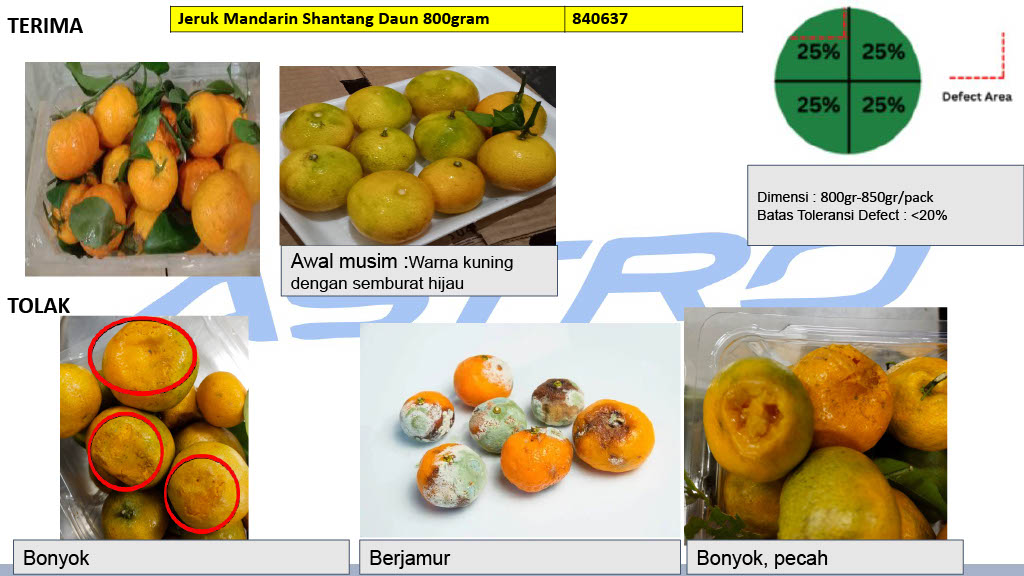 TERIMA
Jeruk Mandarin Shantang Daun 800gram 840637
25% 25%
25% 25%
Defect Area
Dimensi : 800gr-850gr/pack
Batas Toleransi Defect : <20%
Awal musim :Warna kuning
dengan semburat hijau
ASTRO
TOLAK
Bonyok
Berjamur
Bonyok, pecah